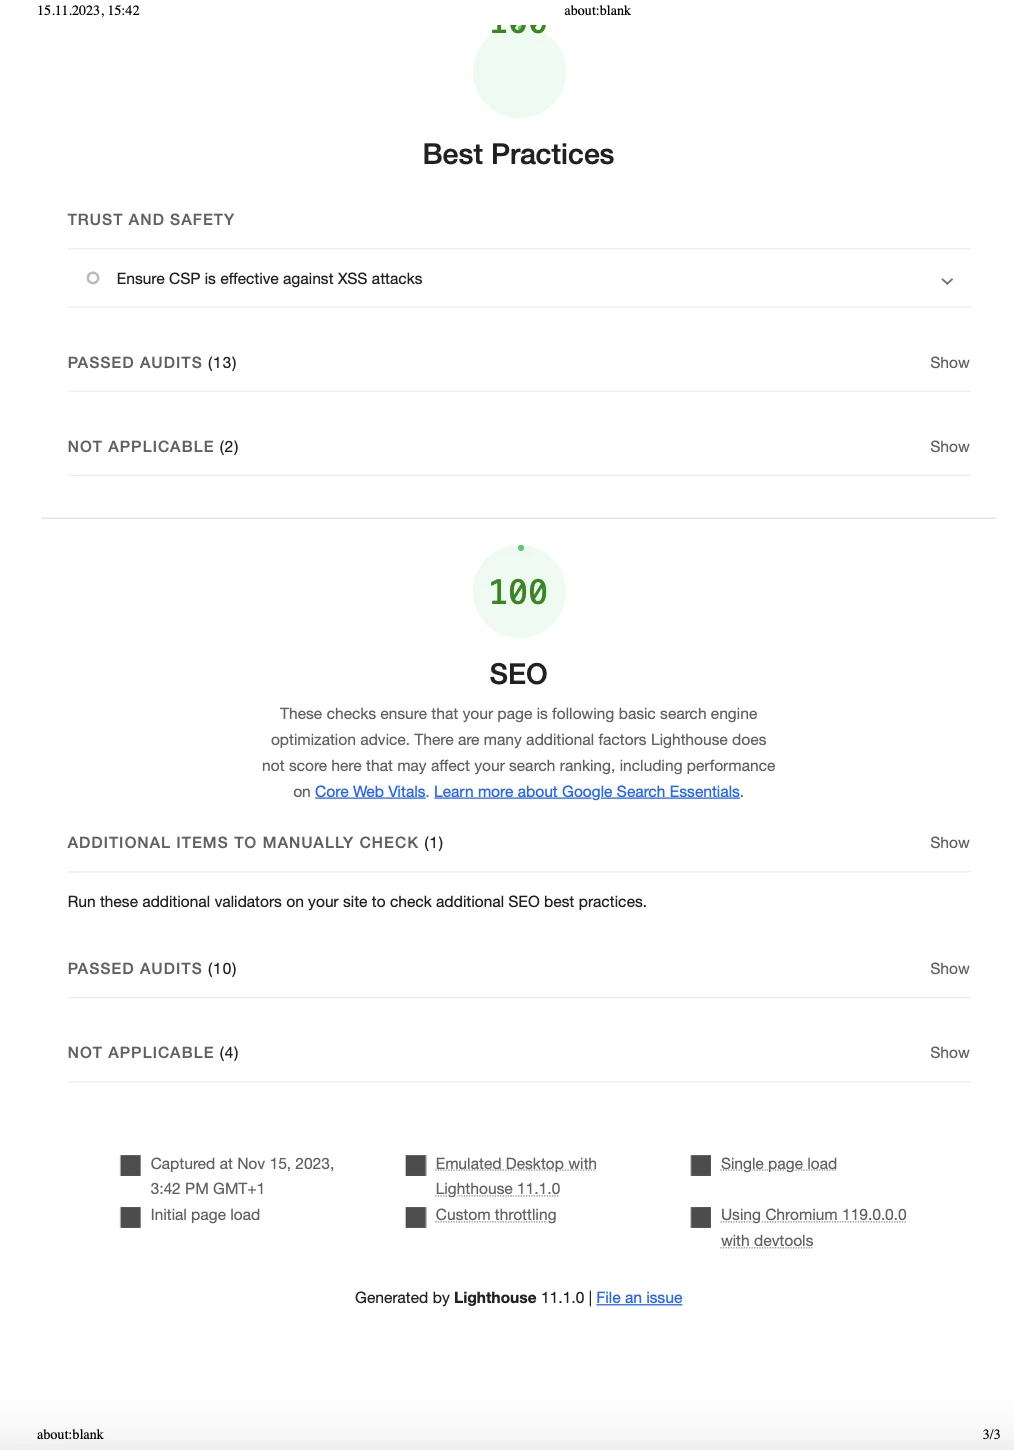 15.11.2023, 15:42
about:blank
100
Best Practices
TRUST AND SAFETY
Ensure CSP is effective against XSS attacks
PASSED AUDITS (13)
Show
NOT APPLICABLE (2)
Show
100
SEO
These checks ensure that your page is following basic search engine
optimization advice. There are many additional factors Lighthouse does
not score here that may affect your search ranking, including performance
on Core Web Vitals. Learn more about Google Search Essentials.
ADDITIONAL ITEMS TO MANUALLY CHECK (1)
Show
Run these additional validators on your site to check additional SEO best practices.
PASSED AUDITS (10)
Show
NOT APPLICABLE (4)
Show
Captured at Nov 15, 2023,
3:42 PM GMT+1
Emulated Desktop with
Lighthouse 11.1.0
Single page load
Initial page load
Custom throttling
Using Chromium 119.0.0.0
with devtools
Generated by Lighthouse 11.1.0 | File an issue
about:blank
3/3